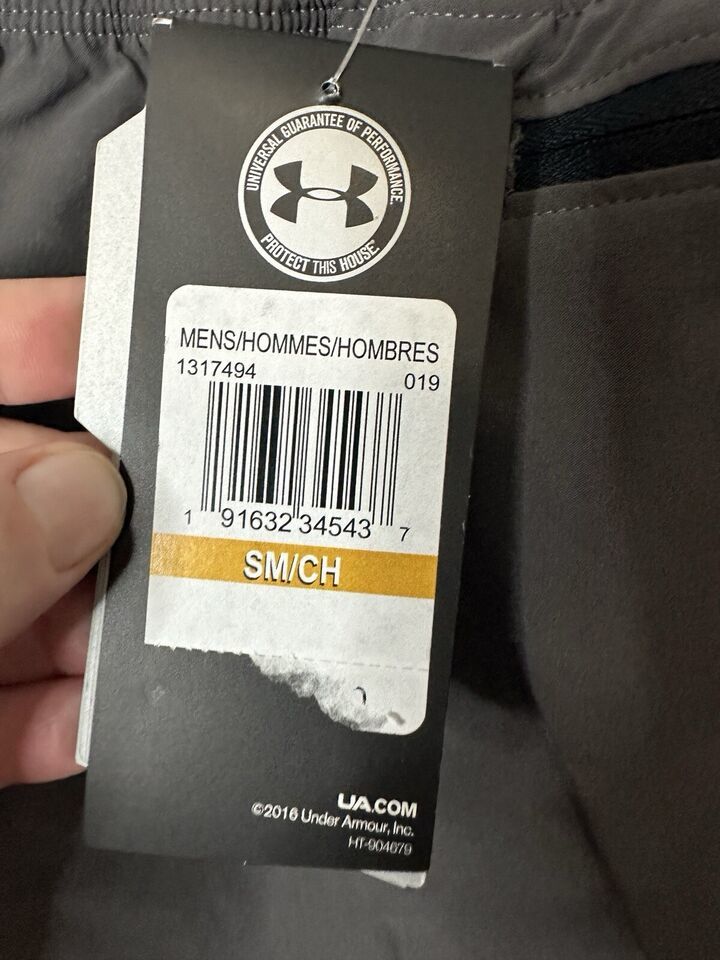 UNIVERSAL GUARANTEE OF PERFORMANCE.
PROTECT THIS HOUSE
MENS/HOMMES/HOMBRES
1317494 019
1 91632 34543 7
SM/CH
UA.COM
©2016 Under Armour, Inc.
HT-904679